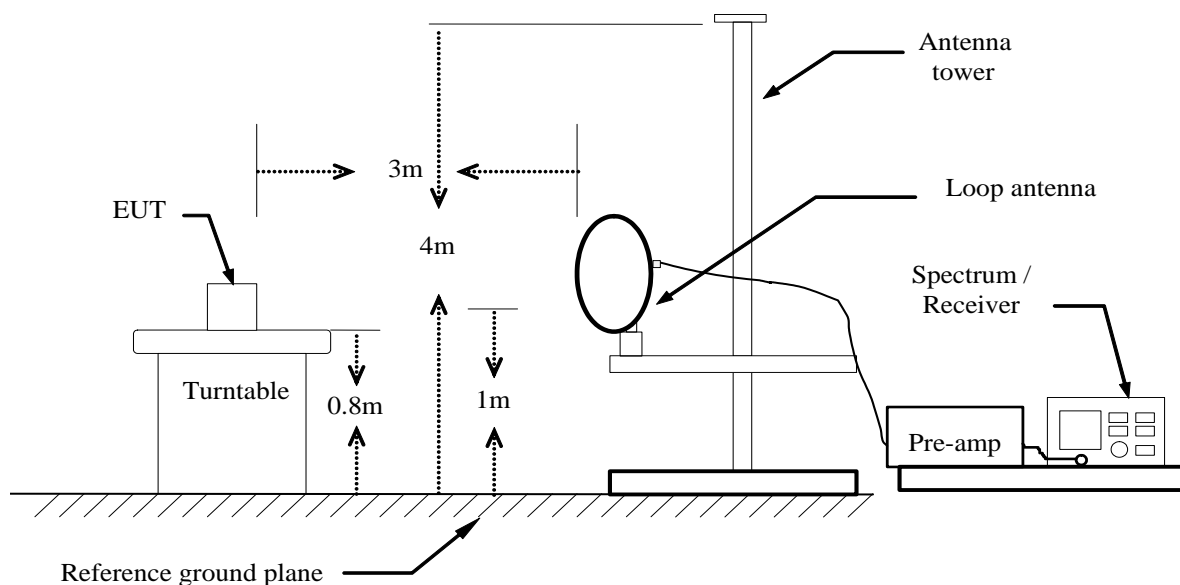 Antenna
tower
3m
Loop antenna
EUT
4m
Spectrum /
Receiver
Turntable
0.8m
1m
Pre-amp
Reference ground plane